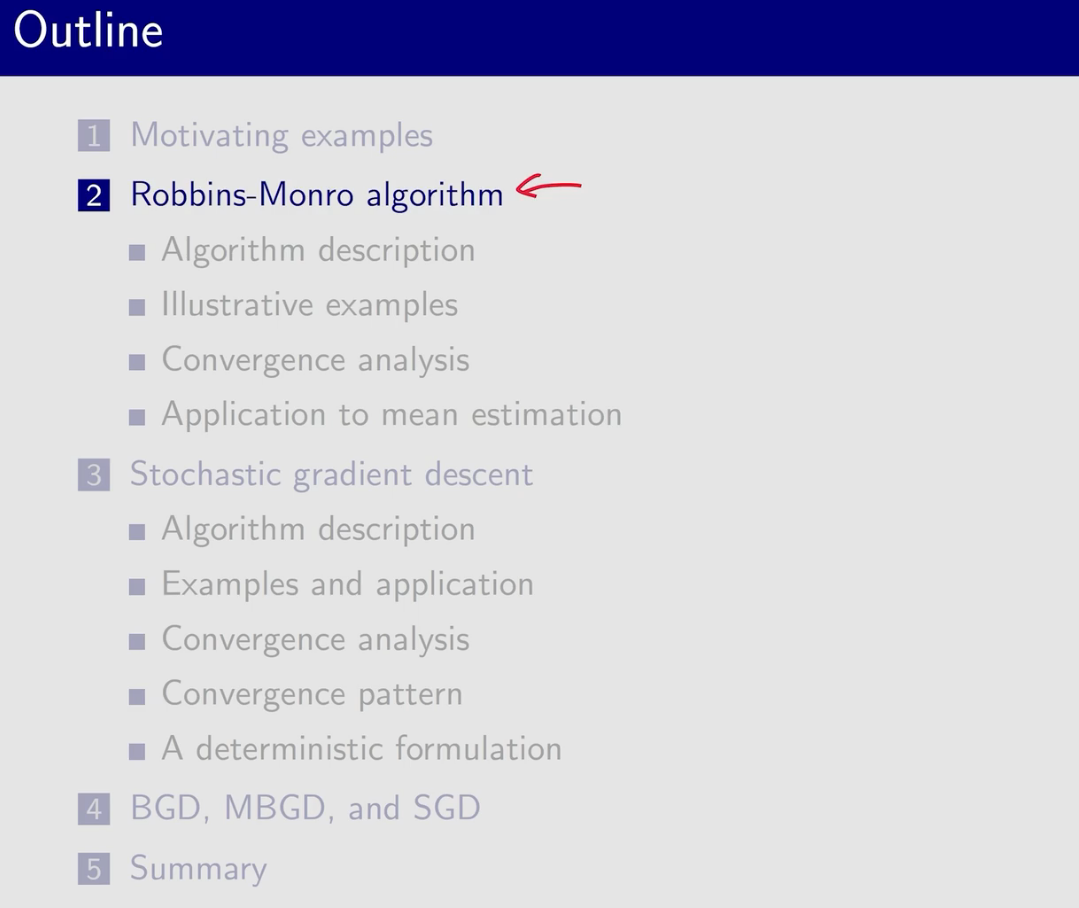 Outline
1 Motivating examples
2 Robbins-Monro algorithm
Algorithm description
Illustrative examples
Convergence analysis
Application to mean estimation
3 Stochastic gradient descent
Algorithm description
Examples and application
Convergence analysis
Convergence pattern
A deterministic formulation
4 BGD, MBGD, and SGD
5 Summary